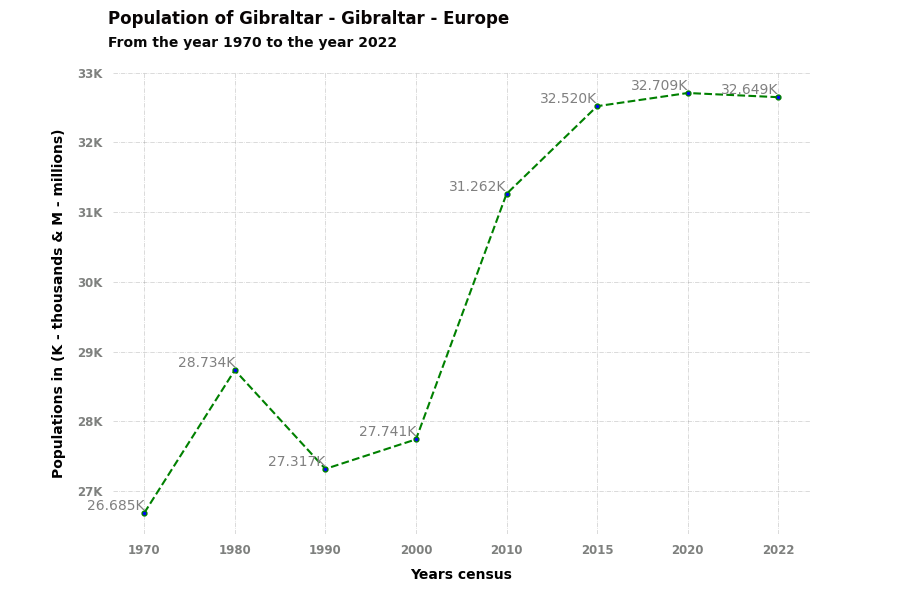 Population of Gibraltar - Gibraltar - Europe
From the year 1970 to the year 2022
Populations in (K - thousands & M - millions)
33K
32K
31K
30K
29K
28K
27K
26.685K
28.734K
27.317K
27.741K
31.262K
32.520K
32.709K
32.649K
1970 1980 1990 2000 2010 2015 2020 2022
Years census